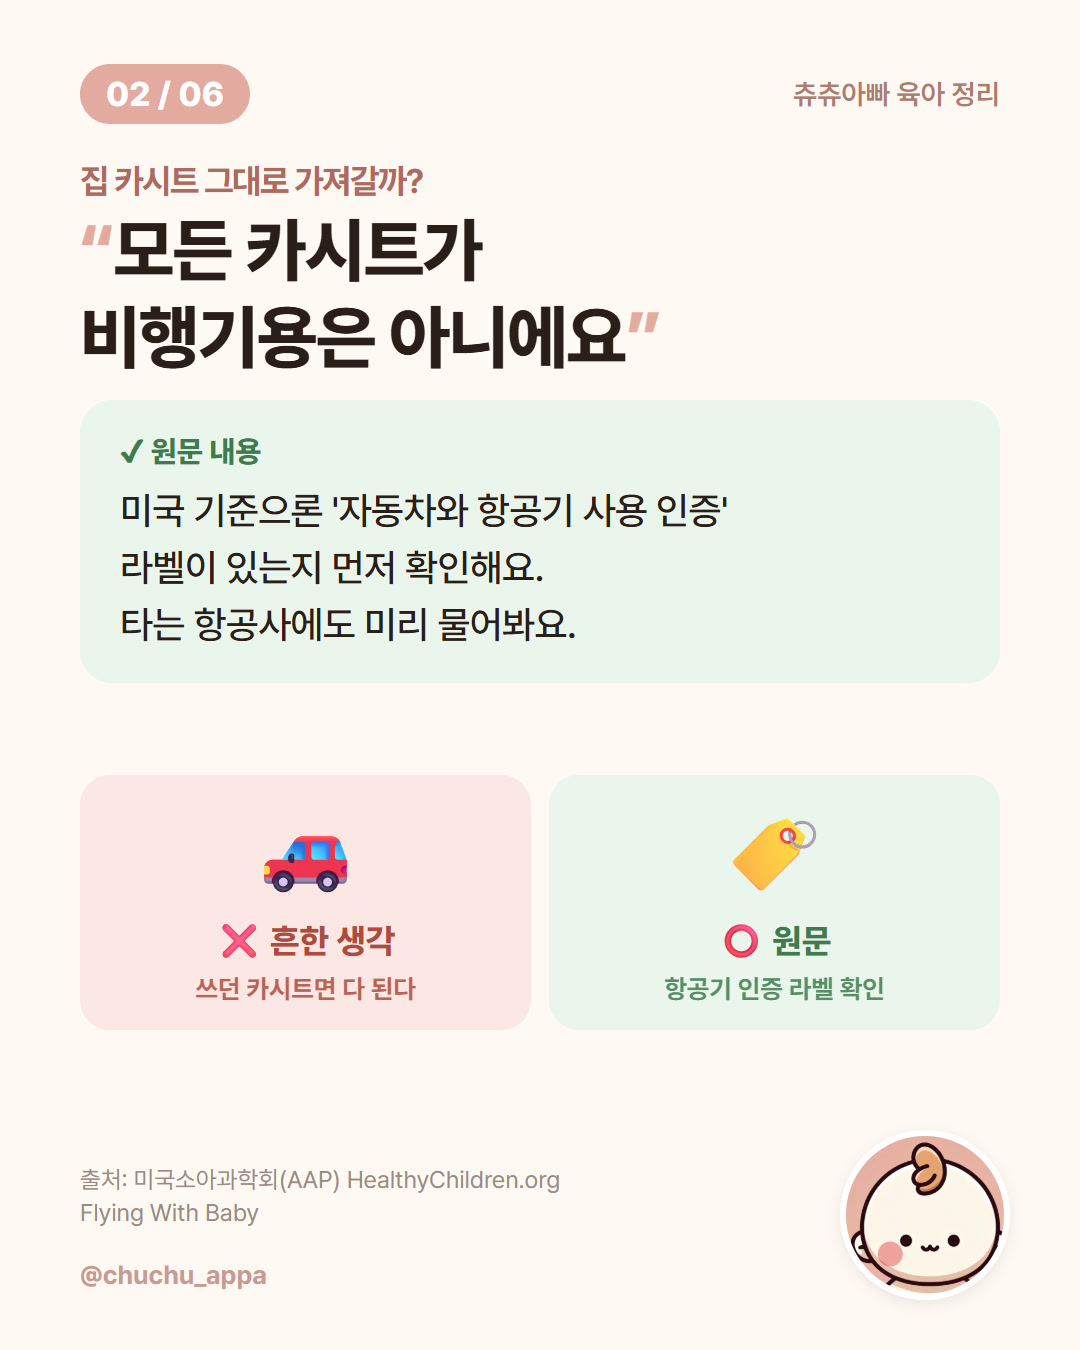 02 / 06
츄츄아빠 육아 정리
집 카시트 그대로 가져갈까?
“모든 카시트가
비행기용은 아니에요”
✓ 원문 내용
미국 기준으론 '자동차와 항공기 사용 인증'
라벨이 있는지 먼저 확인해요.
타는 항공사에도 미리 물어봐요.
❌ 흔한 생각
쓰던 카시트면 다 된다
⭕ 원문
항공기 인증 라벨 확인
출처: 미국소아과학회(AAP) HealthyChildren.org
Flying With Baby
@chuchu_appa